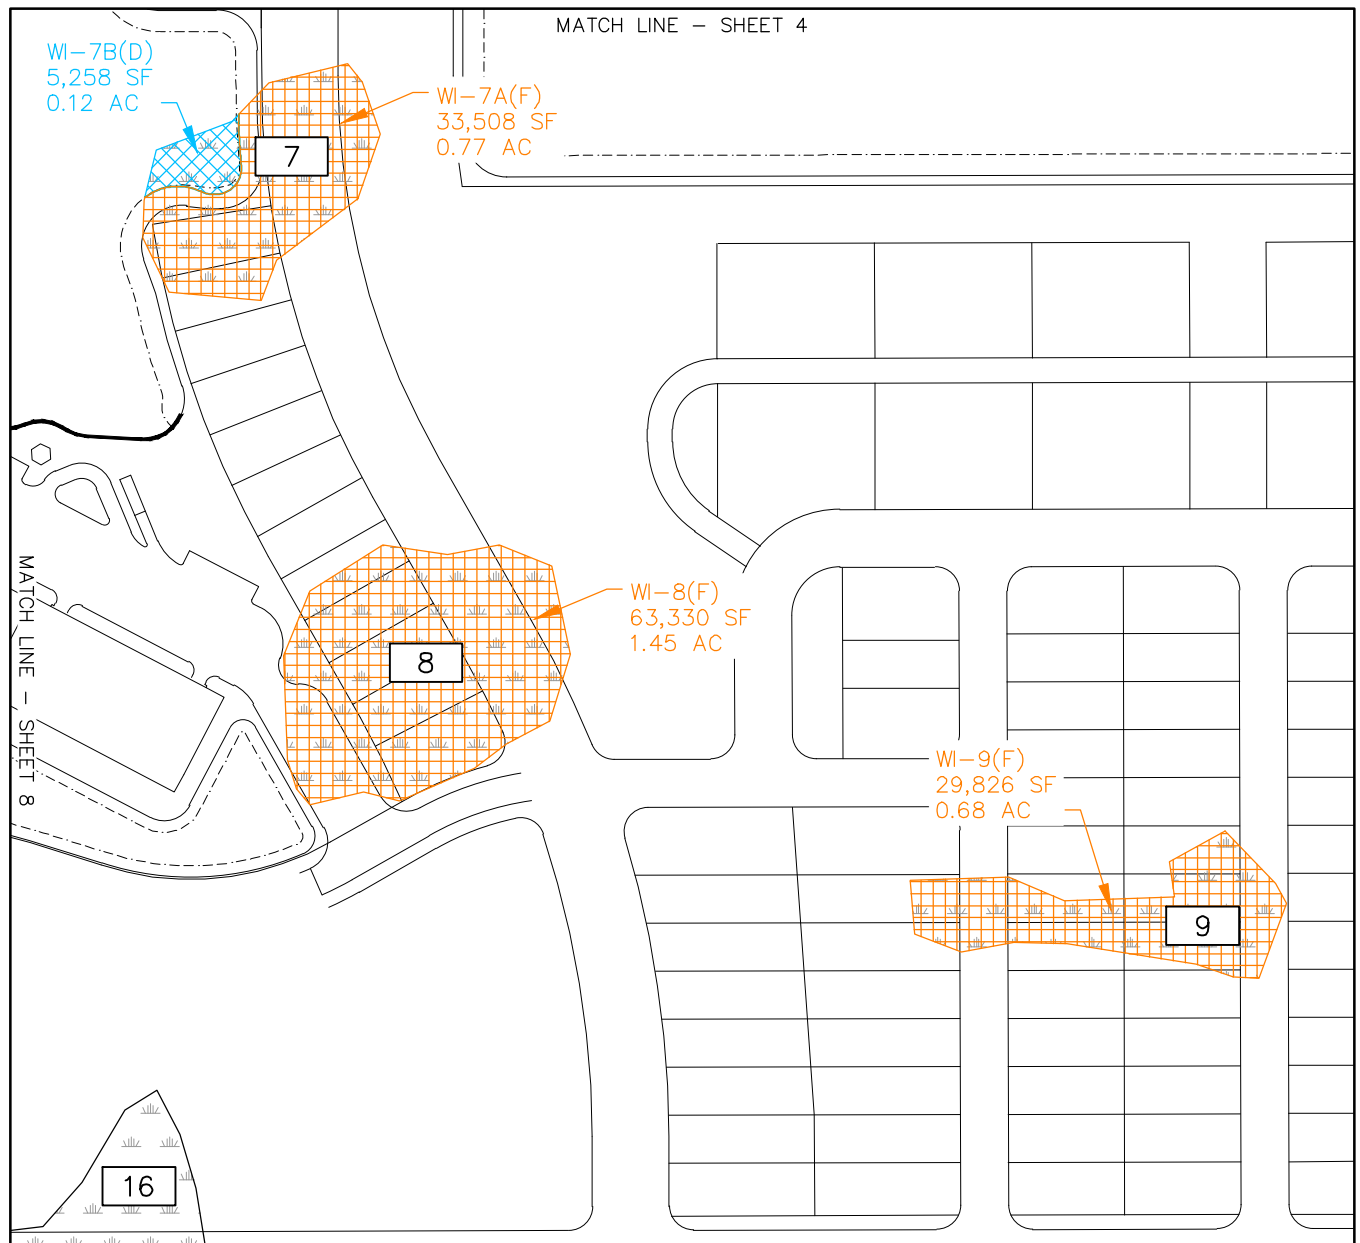 MATCH LINE - SHEET 4
WI-7B(D)
5,258 SF
0.12 AC
WI-7A(F)
33,508 SF
0.77 AC
7
MATCH LINE - SHEET 8
WI-8(F)
63,330 SF
1.45 AC
8
WI-9(F)
29,826 SF
0.68 AC
9
16